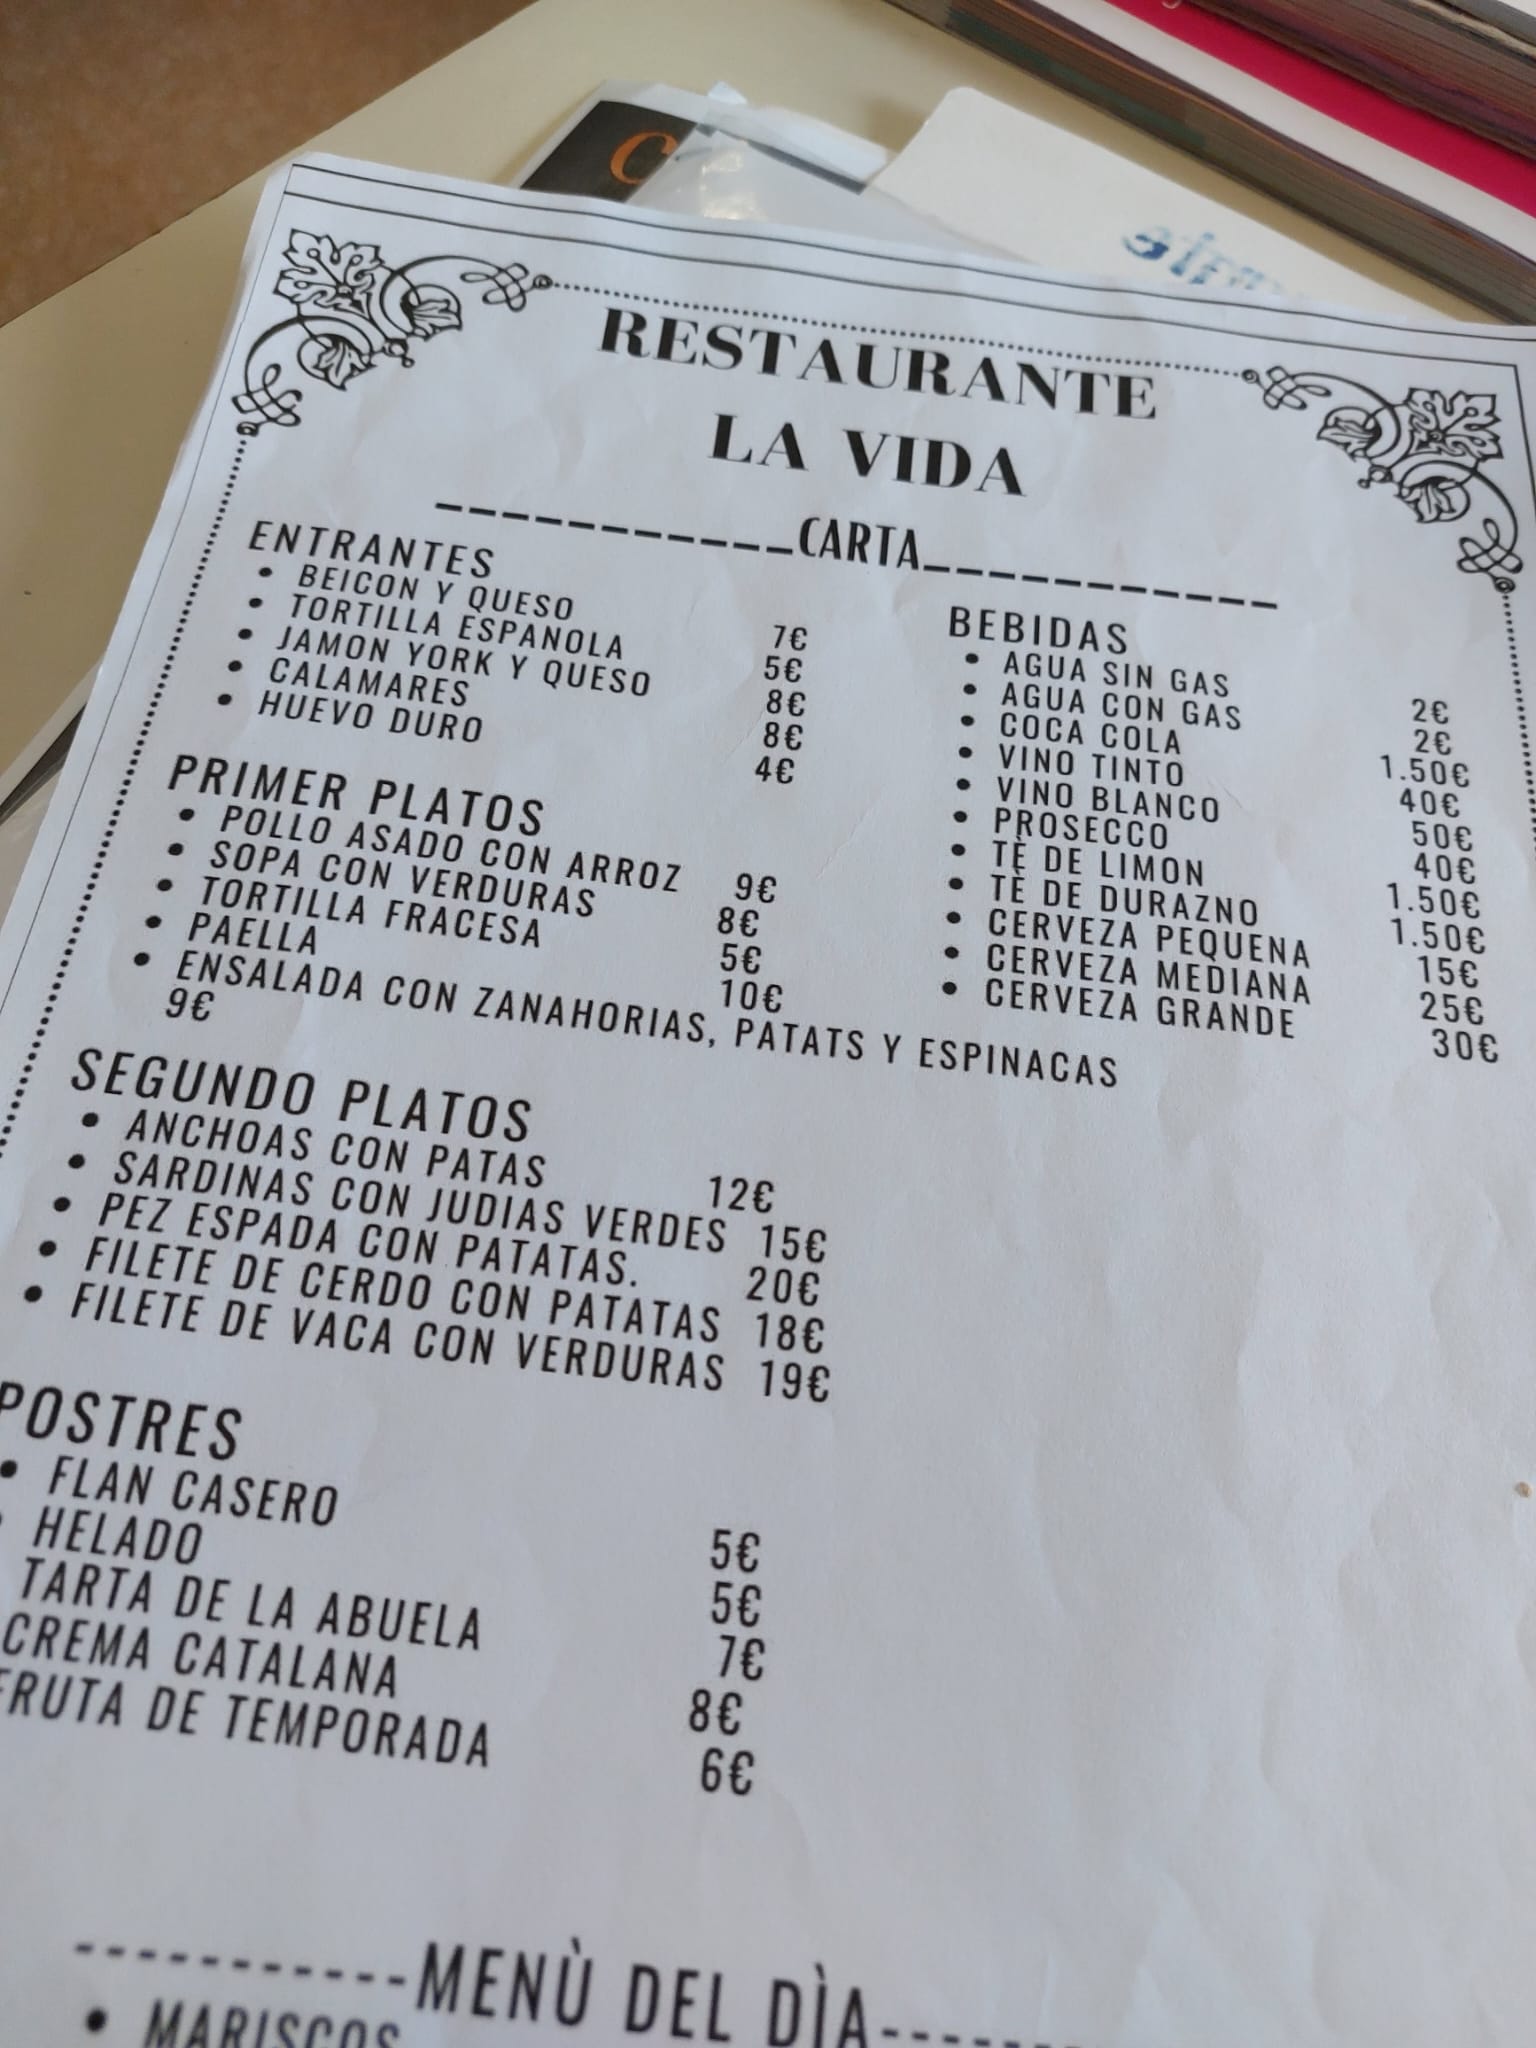 RESTAURANTE
LA VIDA
-----------CARTA-----------
ENTRANTES
• BEICON Y QUESO 7€
• TORTILLA ESPANOLA 5€
• JAMON YORK Y QUESO 8€
• CALAMARES 8€
• HUEVO DURO 4€
PRIMER PLATOS
• POLLO ASADO CON ARROZ 9€
• SOPA CON VERDURAS 8€
• TORTILLA FRACESA 5€
• PAELLA 10€
• ENSALADA CON ZANAHORIAS, PATATS Y ESPINACAS
9€
SEGUNDO PLATOS
• ANCHOAS CON PATAS 12€
• SARDINAS CON JUDIAS VERDES 15€
• PEZ ESPADA CON PATATAS. 20€
• FILETE DE CERDO CON PATATAS 18€
• FILETE DE VACA CON VERDURAS 19€
POSTRES
• FLAN CASERO 5€
• HELADO 5€
TARTA DE LA ABUELA 7€
CREMA CATALANA 8€
FRUTA DE TEMPORADA 6€
BEBIDAS
• AGUA SIN GAS 2€
• AGUA CON GAS 2€
• COCA COLA 1.50€
• VINO TINTO 40€
• VINO BLANCO 50€
• PROSECCO 40€
• TÈ DE LIMON 1.50€
• TÈ DE DURAZNO 1.50€
• CERVEZA PEQUENA 15€
• CERVEZA MEDIANA 25€
• CERVEZA GRANDE 30€
-----------MENÙ DEL DÌA-------
• MARISCOS